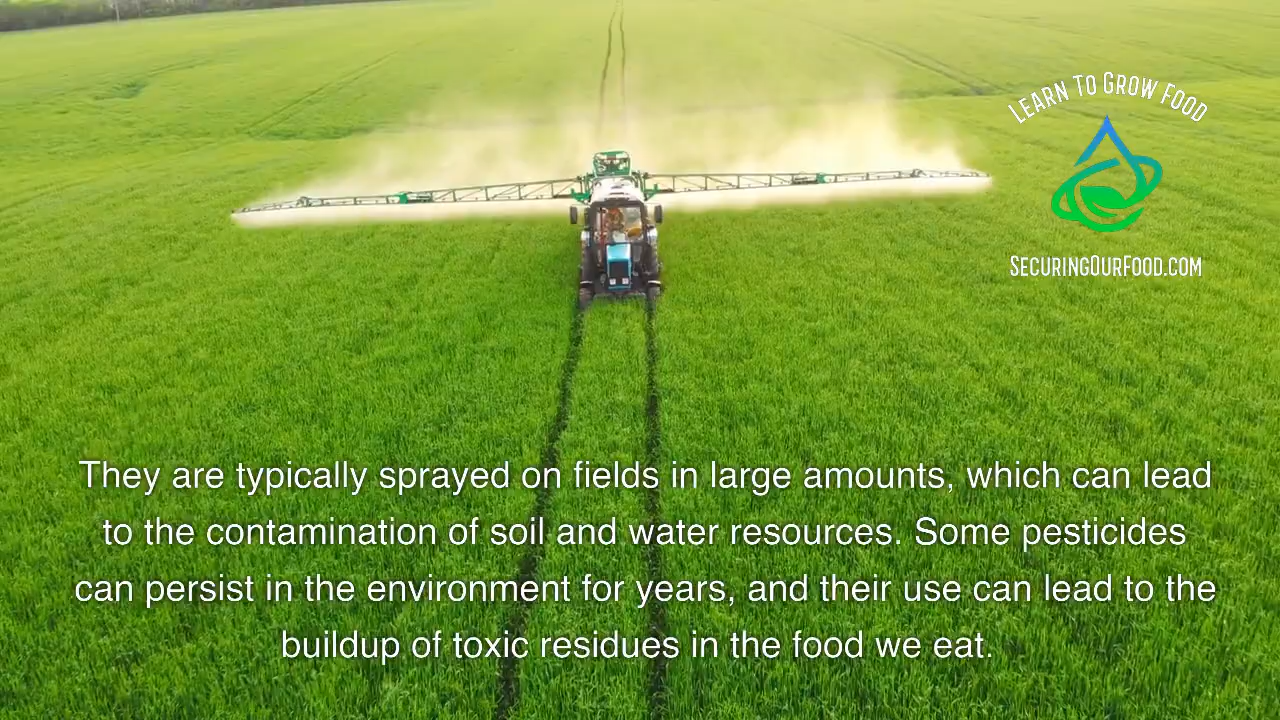 LEARN TO GROW FOOD
SECURINGOURFOOD.COM
They are typically sprayed on fields in large amounts, which can lead
to the contamination of soil and water resources. Some pesticides
can persist in the environment for years, and their use can lead to the
buildup of toxic residues in the food we eat.